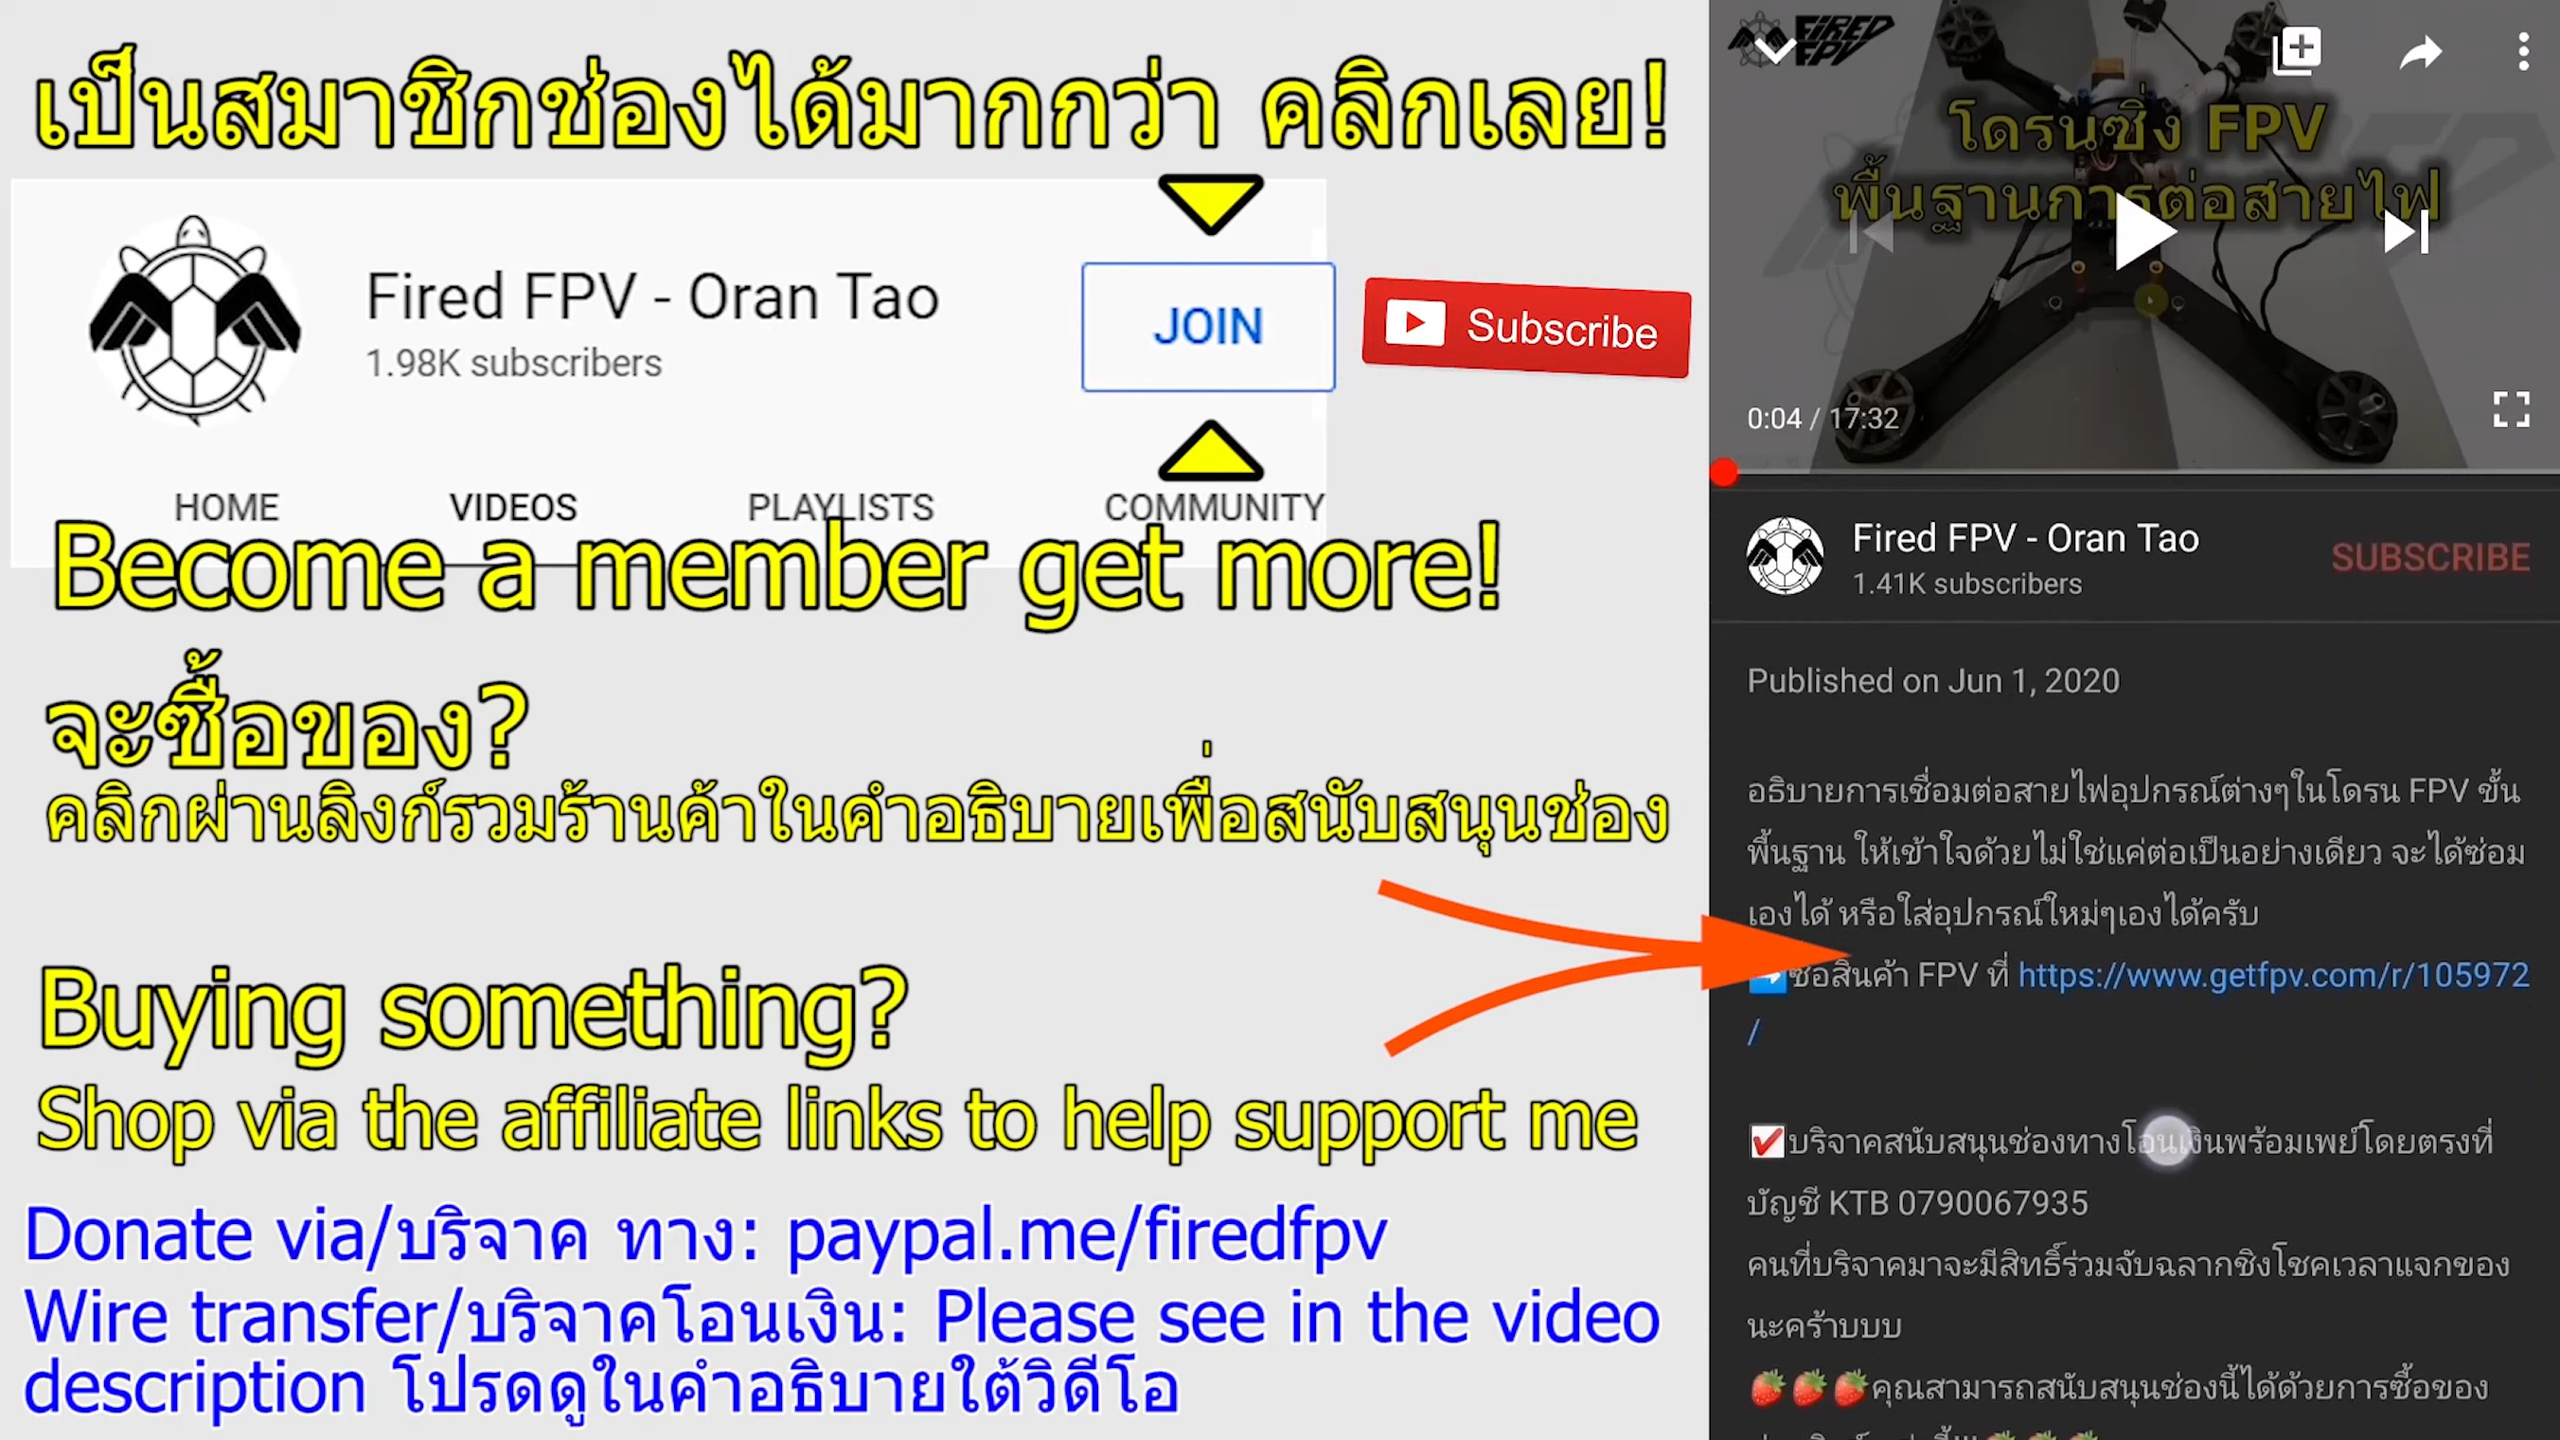 เป็นสมาชิกช่องได้มากกว่า คลิกเลย!
Fired FPV - Oran Tao
1.98K subscribers
JOIN
Subscribe
HOME VIDEOS PLAYLISTS COMMUNITY
Become a member get more!
จะซื้อของ?
คลิกผ่านลิงก์รวมร้านค้าในคำอธิบายเพื่อสนับสนุนช่อง
Buying something?
Shop via the affiliate links to help support me
Donate via/บริจาค ทาง: paypal.me/firedfpv
Wire transfer/บริจาคโอนเงิน: Please see in the video
description โปรดดูในคำอธิบายใต้วิดีโอ
FIRED
FPV
โดรนซิ่ง FPV
พื้นฐานการต่อสายไฟ
0:04 / 17:32
Fired FPV - Oran Tao
1.41K subscribers
SUBSCRIBE
Published on Jun 1, 2020
อธิบายการเชื่อมต่อสายไฟอุปกรณ์ต่างๆในโดรน FPV ขั้น
พื้นฐาน ให้เข้าใจด้วยไม่ใช่แค่ต่อเป็นอย่างเดียว จะได้ซ่อม
เองได้ หรือใส่อุปกรณ์ใหม่ๆเองได้ครับ
➡ซื้อสินค้า FPV ที่ https://www.getfpv.com/r/105972
/
✔บริจาคสนับสนุนช่องทางโอนเงินพร้อมเพย์โดยตรงที่
บัญชี KTB 0790067935
คนที่บริจาคมาจะมีสิทธิ์ร่วมจับฉลากชิงโชคเวลาแจกของ
นะคร้าบบบ
🍓🍓🍓คุณสามารถสนับสนุนช่องนี้ได้ด้วยการซื้อของ